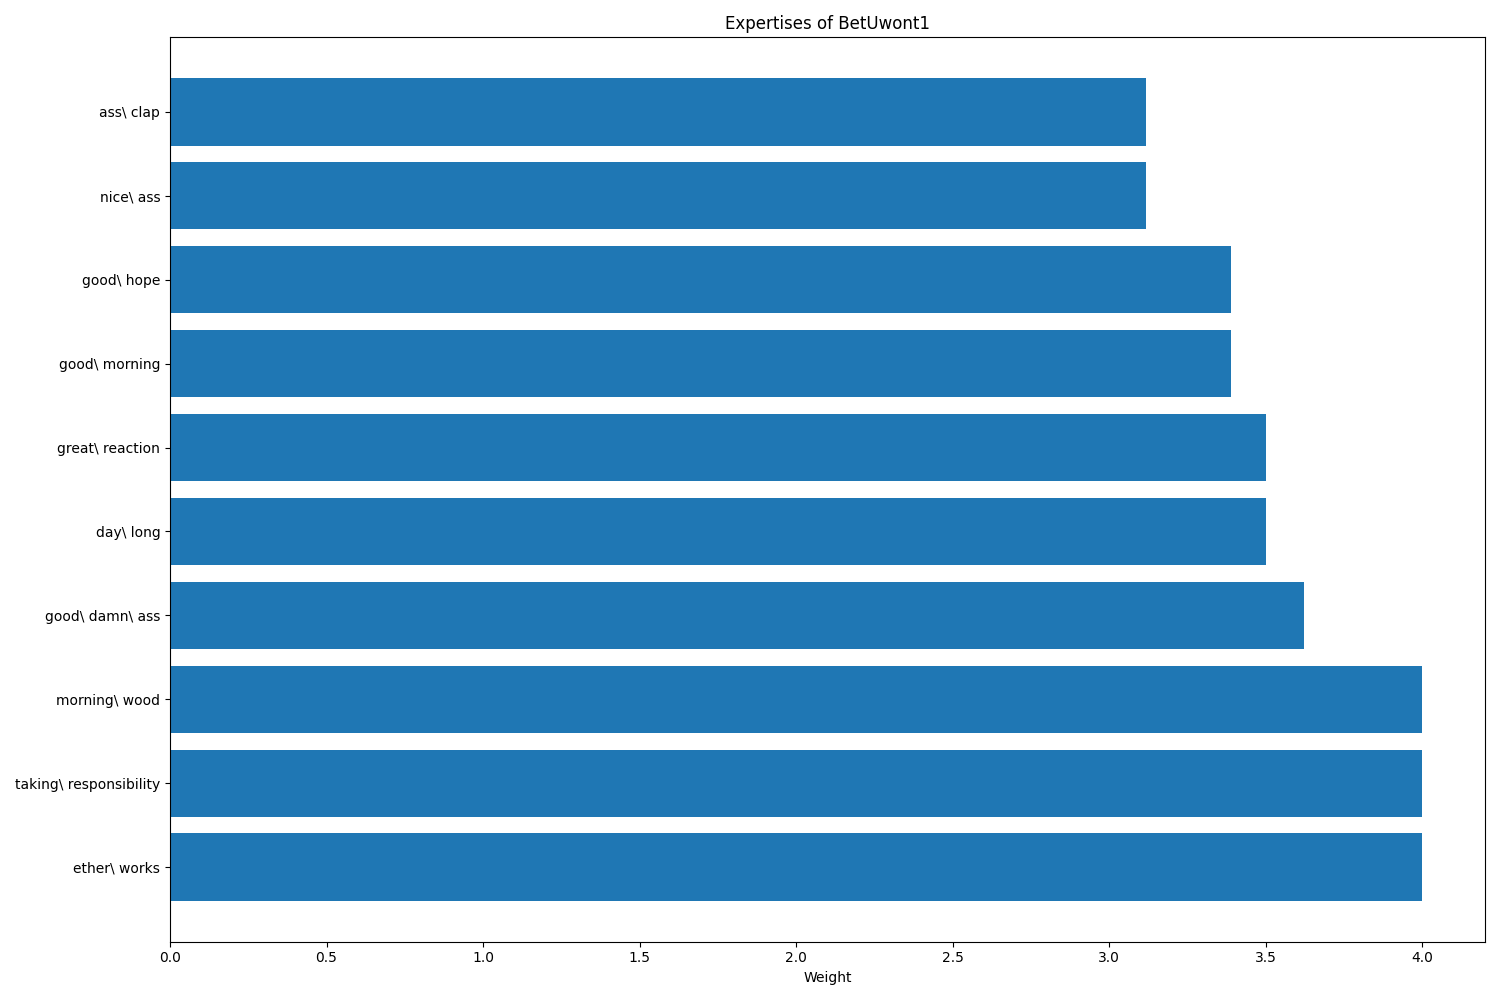 Expertises of BetUwont1
ass\ clap
nice\ ass
good\ hope
good\ morning
great\ reaction
day\ long
good\ damn\ ass
morning\ wood
taking\ responsibility
ether\ works
0.0 0.5 1.0 1.5 2.0 2.5 3.0 3.5 4.0
Weight